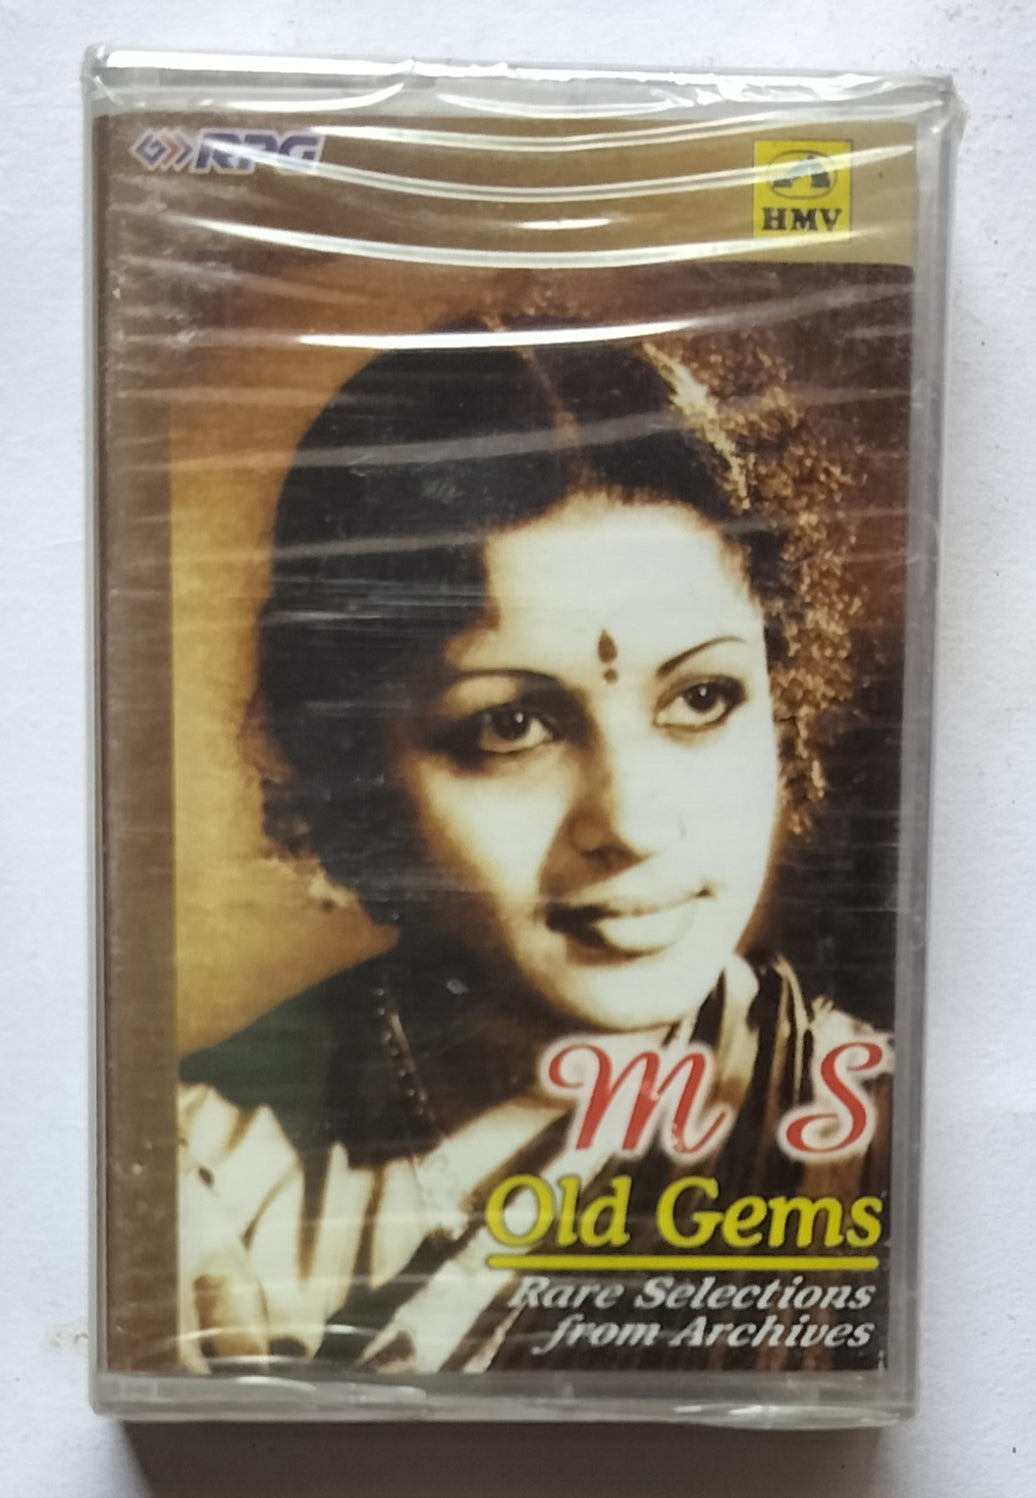 RPG
HMV
M S
Old Gems
Rare Selections
from Archives